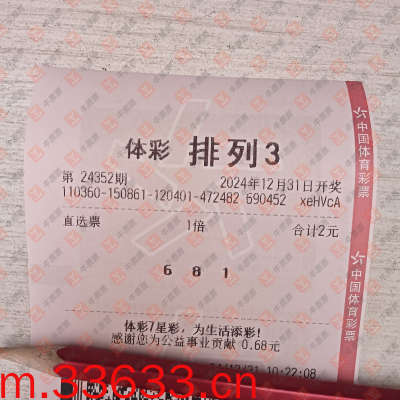 体彩 排列3
第 24352期 2024年12月31日开奖
110360-150861-120401-472482 690452 xeHVcA
直选票 1倍 合计2元
6 8 1
体彩7星彩，为生活添彩！
感谢您为公益事业贡献 0.68元
10:22:08
中国体育彩票
中国体育彩票
m.33633.cn